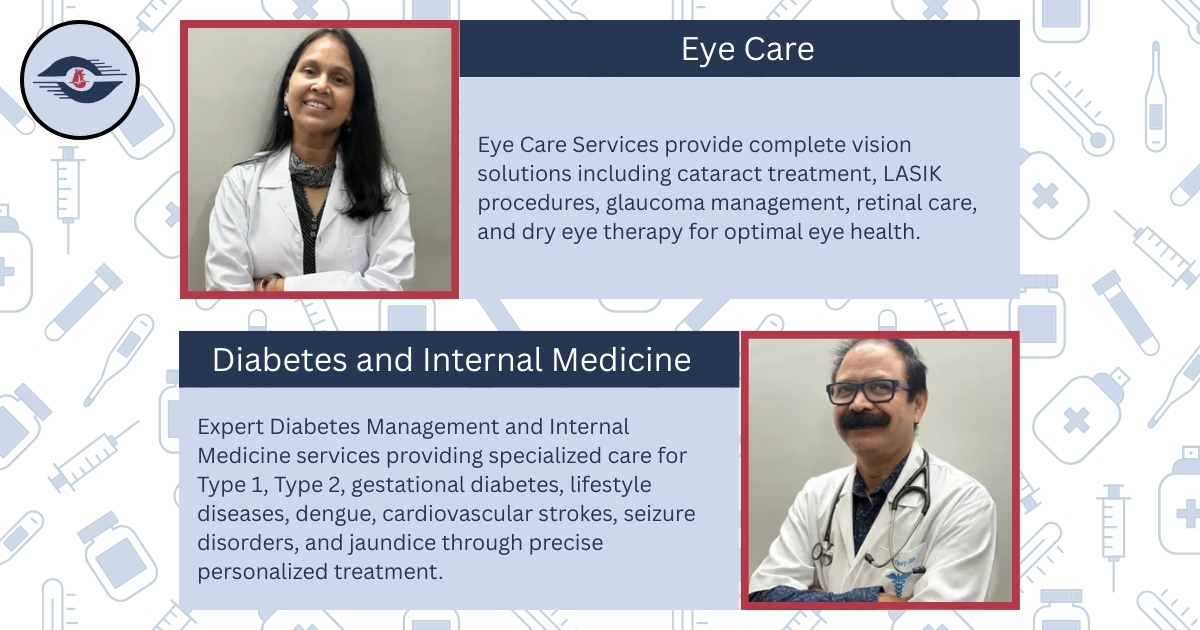 Eye Care
Eye Care Services provide complete vision
solutions including cataract treatment, LASIK
procedures, glaucoma management, retinal care,
and dry eye therapy for optimal eye health.
Diabetes and Internal Medicine
Expert Diabetes Management and Internal
Medicine services providing specialized care for
Type 1, Type 2, gestational diabetes, lifestyle
diseases, dengue, cardiovascular strokes, seizure
disorders, and jaundice through precise
personalized treatment.